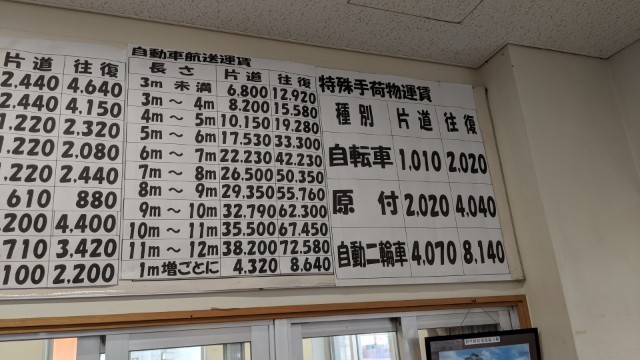 片道 往復
2.440 4.640
2.440 4.150
1.220 2.320
1.220 2.080
1.220 2.440
610 880
.200 4.400
710 3.420
100 2.200
自動車航送運賃
長さ 片道 往復
3m 未満 6.800 12.920
3m ～ 4m 8.200 15.580
4m ～ 5m 10.150 19.280
5m ～ 6m 17.530 33.300
6m ～ 7m 22.230 42.230
7m ～ 8m 26.500 50.350
8m ～ 9m 29.350 55.760
9m ～ 10m 32.790 62.300
10m ～ 11m 35.500 67.450
11m ～ 12m 38.200 72.580
1m増ごとに 4.320 8.640
特殊手荷物運賃
種別 片道 往復
自転車 1,010 2,020
原付 2,020 4,040
自動二輪車 4,070 8,140